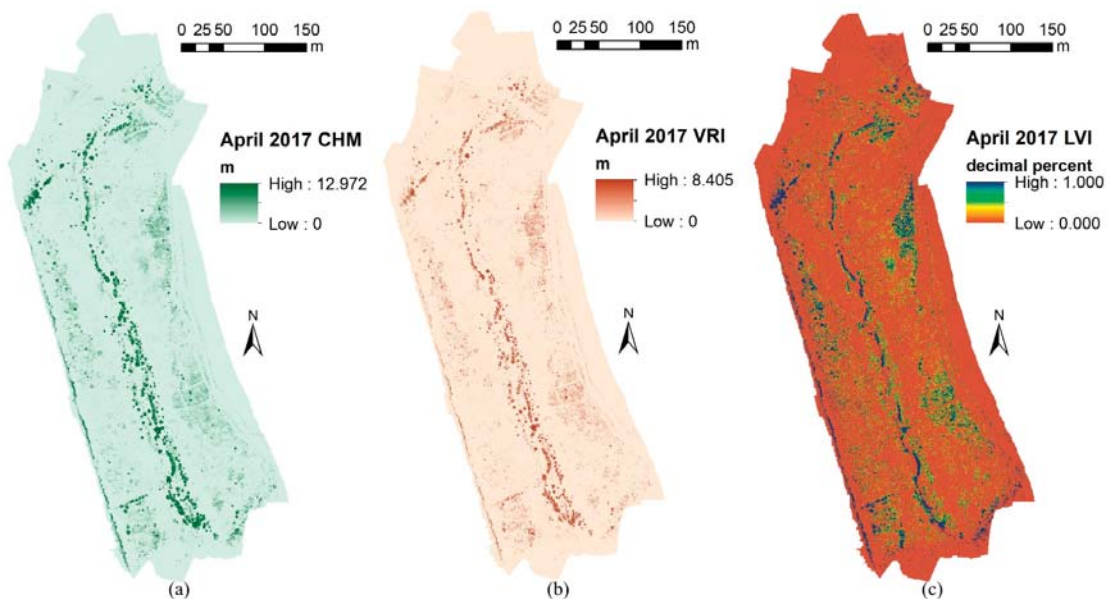 0 25 50 100 150
m
April 2017 CHM
m
High : 12.972
Low : 0
N
(a)
0 25 50 100 150
m
April 2017 VRI
m
High : 8.405
Low : 0
N
(b)
0 25 50 100 150
m
April 2017 LVI
decimal percent
High : 1.000
Low : 0.000
N
(c)